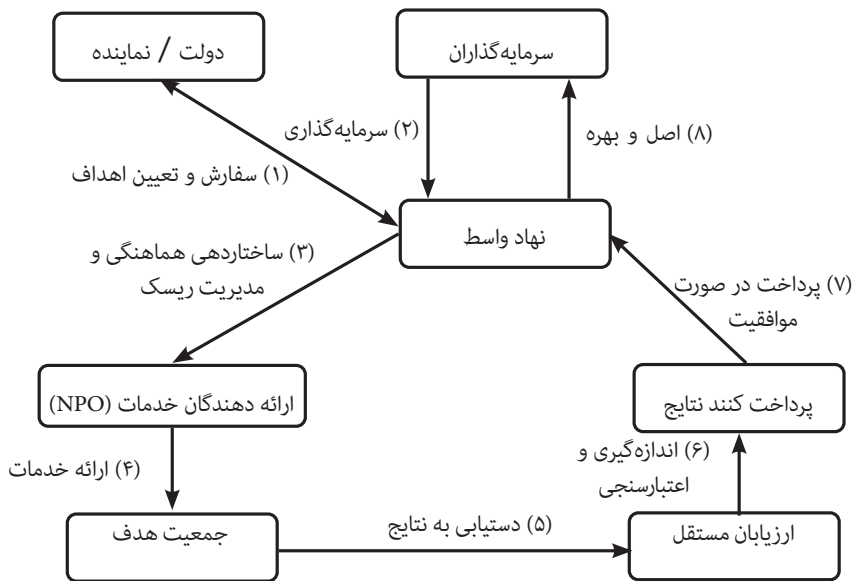 سرمایه‌گذاران
دولت / نماینده
(۸) اصل و بهره
(۲) سرمایه‌گذاری
(۱) سفارش و تعیین اهداف
نهاد واسط
(۳) ساختاردهی هماهنگی و
مدیریت ریسک
(۷) پرداخت در صورت
موافقیت
پرداخت کنند نتایج
ارائه دهندگان خدمات (NPO)
(۶) اندازه‌گیری و
اعتبارسنجی
(۴) ارائه خدمات
ارزیابان مستقل
(۵) دستیابی به نتایج
جمعیت هدف